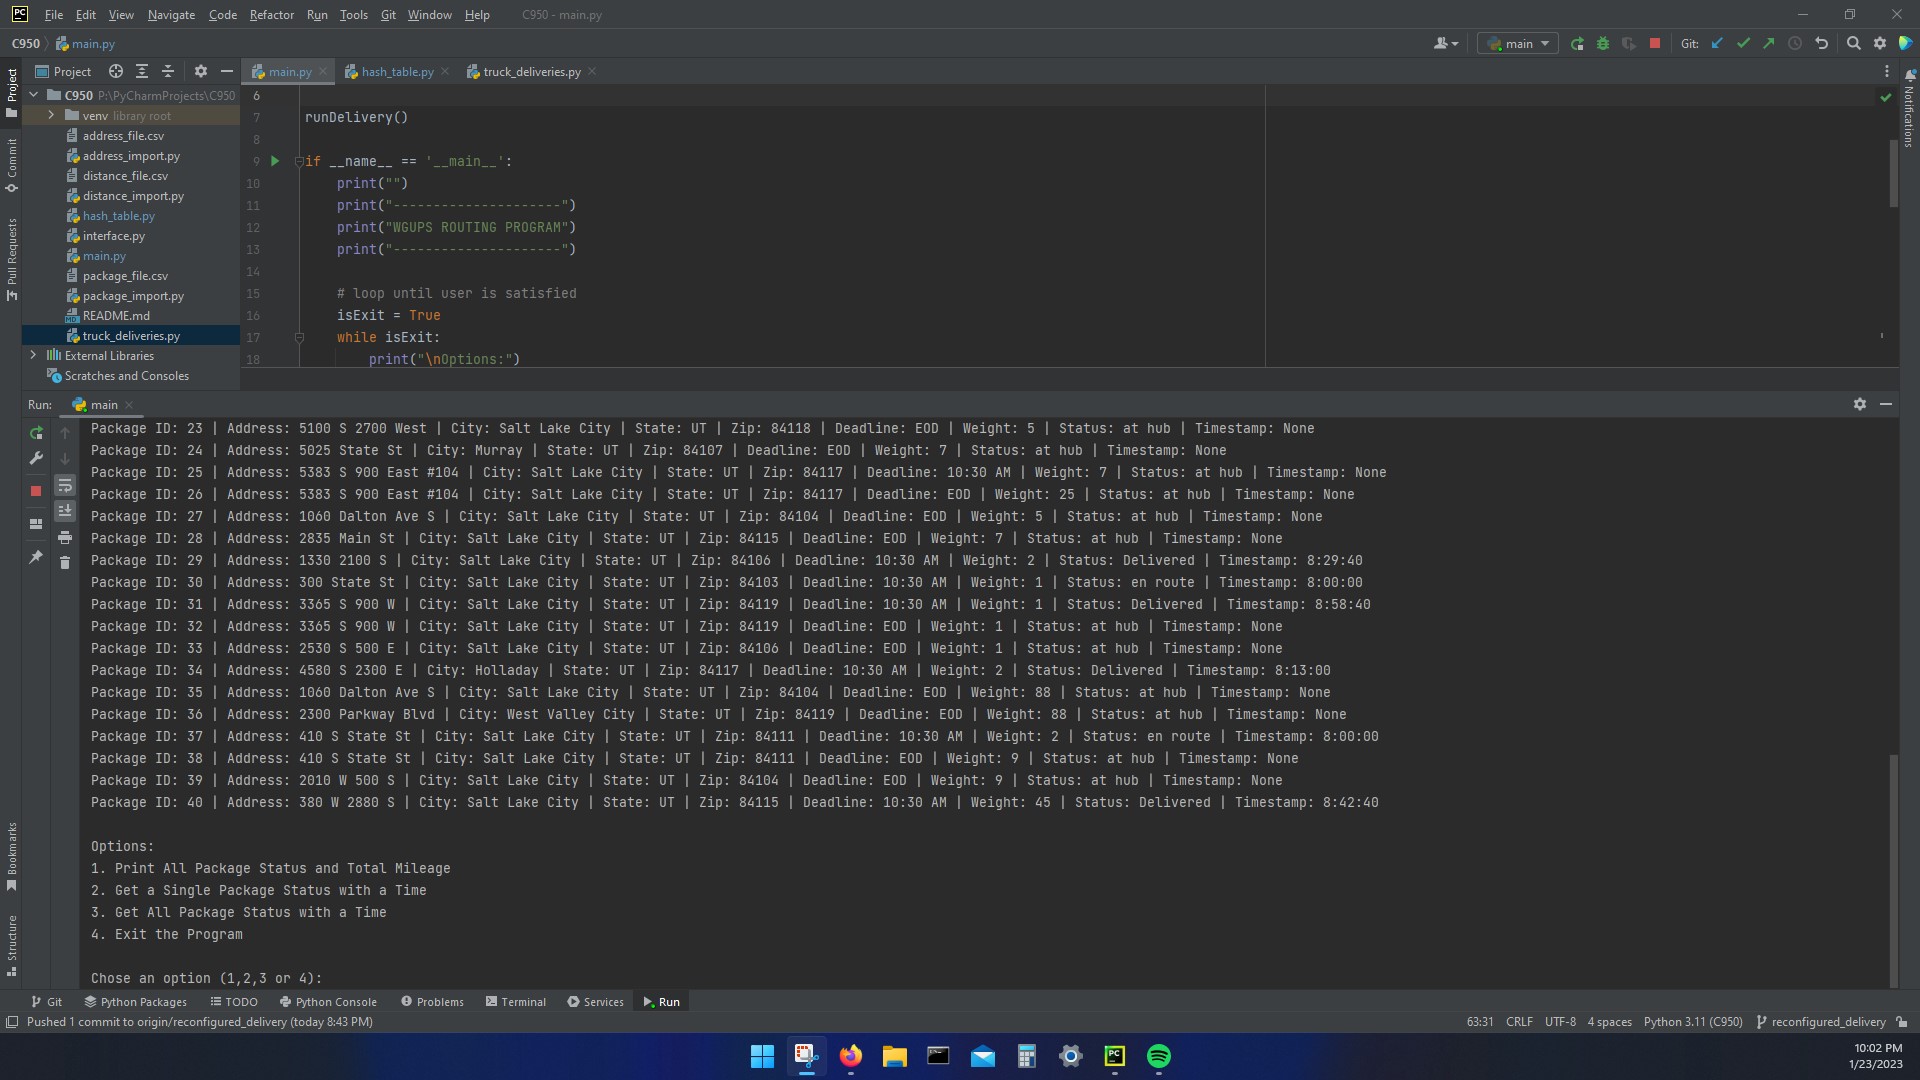 PC File Edit View Navigate Code Refactor Run Tools Git Window Help C950 - main.py
C950 main.py main Git:
Project main.py hash_table.py truck_deliveries.py
Project
Commit
Pull Requests
Bookmarks
Structure
Notifications
C950 P:\PyCharmProjects\C950
venv library root
address_file.csv
address_import.py
distance_file.csv
distance_import.py
hash_table.py
interface.py
main.py
package_file.csv
package_import.py
README.md
truck_deliveries.py
External Libraries
Scratches and Consoles
6
7 runDelivery()
8
9 if __name__ == '__main__':
10 print("")
11 print("---------------------")
12 print("WGUPS ROUTING PROGRAM")
13 print("---------------------")
14
15 # loop until user is satisfied
16 isExit = True
17 while isExit:
18 print("\nOptions:")
Run: main
Package ID: 23 | Address: 5100 S 2700 West | City: Salt Lake City | State: UT | Zip: 84118 | Deadline: EOD | Weight: 5 | Status: at hub | Timestamp: None
Package ID: 24 | Address: 5025 State St | City: Murray | State: UT | Zip: 84107 | Deadline: EOD | Weight: 7 | Status: at hub | Timestamp: None
Package ID: 25 | Address: 5383 S 900 East #104 | City: Salt Lake City | State: UT | Zip: 84117 | Deadline: 10:30 AM | Weight: 7 | Status: at hub | Timestamp: None
Package ID: 26 | Address: 5383 S 900 East #104 | City: Salt Lake City | State: UT | Zip: 84117 | Deadline: EOD | Weight: 25 | Status: at hub | Timestamp: None
Package ID: 27 | Address: 1060 Dalton Ave S | City: Salt Lake City | State: UT | Zip: 84104 | Deadline: EOD | Weight: 5 | Status: at hub | Timestamp: None
Package ID: 28 | Address: 2835 Main St | City: Salt Lake City | State: UT | Zip: 84115 | Deadline: EOD | Weight: 7 | Status: at hub | Timestamp: None
Package ID: 29 | Address: 1330 2100 S | City: Salt Lake City | State: UT | Zip: 84106 | Deadline: 10:30 AM | Weight: 2 | Status: Delivered | Timestamp: 8:29:40
Package ID: 30 | Address: 300 State St | City: Salt Lake City | State: UT | Zip: 84103 | Deadline: 10:30 AM | Weight: 1 | Status: en route | Timestamp: 8:00:00
Package ID: 31 | Address: 3365 S 900 W | City: Salt Lake City | State: UT | Zip: 84119 | Deadline: 10:30 AM | Weight: 1 | Status: Delivered | Timestamp: 8:58:40
Package ID: 32 | Address: 3365 S 900 W | City: Salt Lake City | State: UT | Zip: 84119 | Deadline: EOD | Weight: 1 | Status: at hub | Timestamp: None
Package ID: 33 | Address: 2530 S 500 E | City: Salt Lake City | State: UT | Zip: 84106 | Deadline: EOD | Weight: 1 | Status: at hub | Timestamp: None
Package ID: 34 | Address: 4580 S 2300 E | City: Holladay | State: UT | Zip: 84117 | Deadline: 10:30 AM | Weight: 2 | Status: Delivered | Timestamp: 8:13:00
Package ID: 35 | Address: 1060 Dalton Ave S | City: Salt Lake City | State: UT | Zip: 84104 | Deadline: EOD | Weight: 88 | Status: at hub | Timestamp: None
Package ID: 36 | Address: 2300 Parkway Blvd | City: West Valley City | State: UT | Zip: 84119 | Deadline: EOD | Weight: 88 | Status: at hub | Timestamp: None
Package ID: 37 | Address: 410 S State St | City: Salt Lake City | State: UT | Zip: 84111 | Deadline: 10:30 AM | Weight: 2 | Status: en route | Timestamp: 8:00:00
Package ID: 38 | Address: 410 S State St | City: Salt Lake City | State: UT | Zip: 84111 | Deadline: EOD | Weight: 9 | Status: at hub | Timestamp: None
Package ID: 39 | Address: 2010 W 500 S | City: Salt Lake City | State: UT | Zip: 84104 | Deadline: EOD | Weight: 9 | Status: at hub | Timestamp: None
Package ID: 40 | Address: 380 W 2880 S | City: Salt Lake City | State: UT | Zip: 84115 | Deadline: 10:30 AM | Weight: 45 | Status: Delivered | Timestamp: 8:42:40
Options:
1. Print All Package Status and Total Mileage
2. Get a Single Package Status with a Time
3. Get All Package Status with a Time
4. Exit the Program
Chose an option (1,2,3 or 4):
Git Python Packages TODO Python Console Problems Terminal Services Run
Pushed 1 commit to origin/reconfigured_delivery (today 8:43 PM) 63:31 CRLF UTF-8 4 spaces Python 3.11 (C950) reconfigured_delivery
PC
10:02 PM
1/23/2023